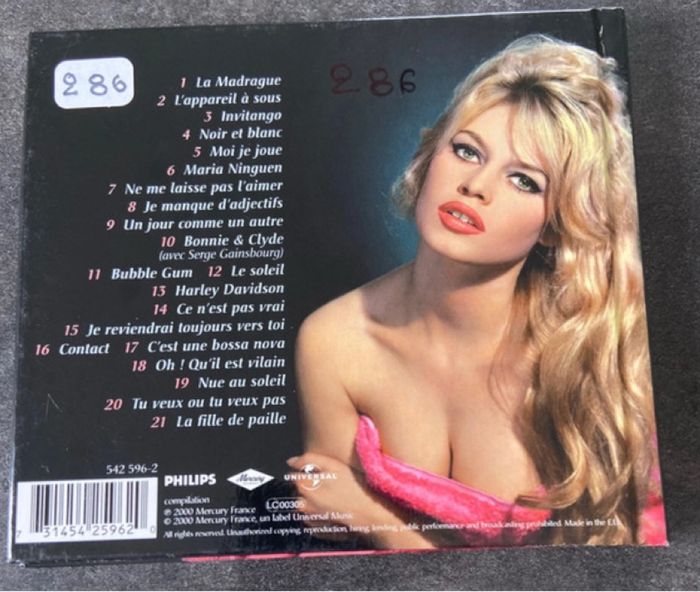 286
286
1 La Madrague
2 L'appareil à sous
3 Invitango
4 Noir et blanc
5 Moi je joue
6 Maria Ninguen
7 Ne me laisse pas l'aimer
8 Je manque d'adjectifs
9 Un jour comme un autre
10 Bonnie & Clyde
(avec Serge Gainsbourg)
11 Bubble Gum 12 Le soleil
13 Harley Davidson
14 Ce n'est pas vrai
15 Je reviendrai toujours vers toi
16 Contact 17 C'est une bossa nova
18 Oh ! Qu'il est vilain
19 Nue au soleil
20 Tu veux ou tu veux pas
21 La fille de paille
542 596-2
PHILIPS Mercury UNIVERSAL
compilation LC00305
℗ 2000 Mercury France
© 2000 Mercury France, un label Universal Music
All rights reserved. Unauthorized copying, reproduction, hiring, lending, public performance and broadcasting prohibited. Made in the E.U.
7 31454 25962 0